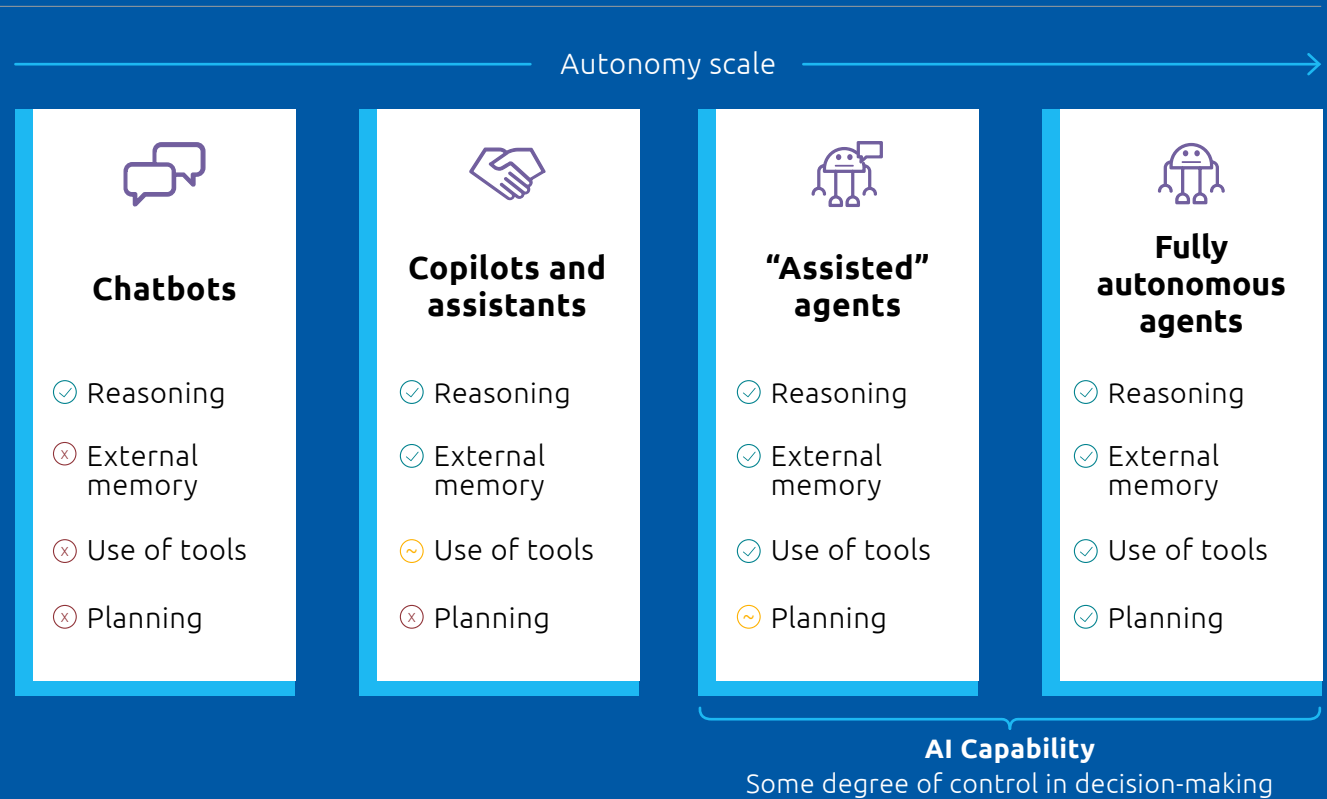 Autonomy scale
Chatbots
Reasoning
External
memory
Use of tools
Planning
Copilots and
assistants
Reasoning
External
memory
Use of tools
Planning
“Assisted”
agents
Reasoning
External
memory
Use of tools
Planning
Fully
autonomous
agents
Reasoning
External
memory
Use of tools
Planning
AI Capability
Some degree of control in decision-making